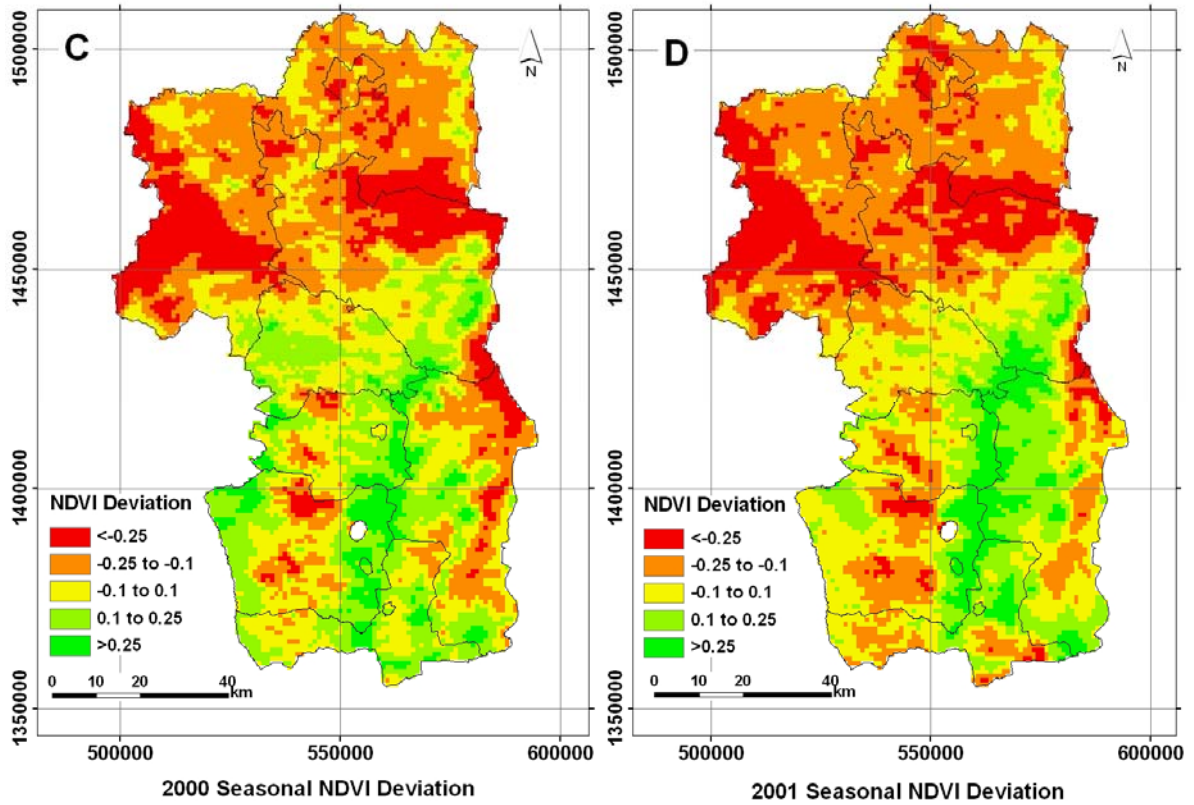 C
N
1500000
1450000
1400000
1350000
NDVI Deviation
<-0.25
-0.25 to -0.1
-0.1 to 0.1
0.1 to 0.25
>0.25
0 10 20 40 km
500000 550000 600000
2000 Seasonal NDVI Deviation
D
N
1500000
1450000
1400000
1350000
NDVI Deviation
<-0.25
-0.25 to -0.1
-0.1 to 0.1
0.1 to 0.25
>0.25
0 10 20 40 km
500000 550000 600000
2001 Seasonal NDVI Deviation